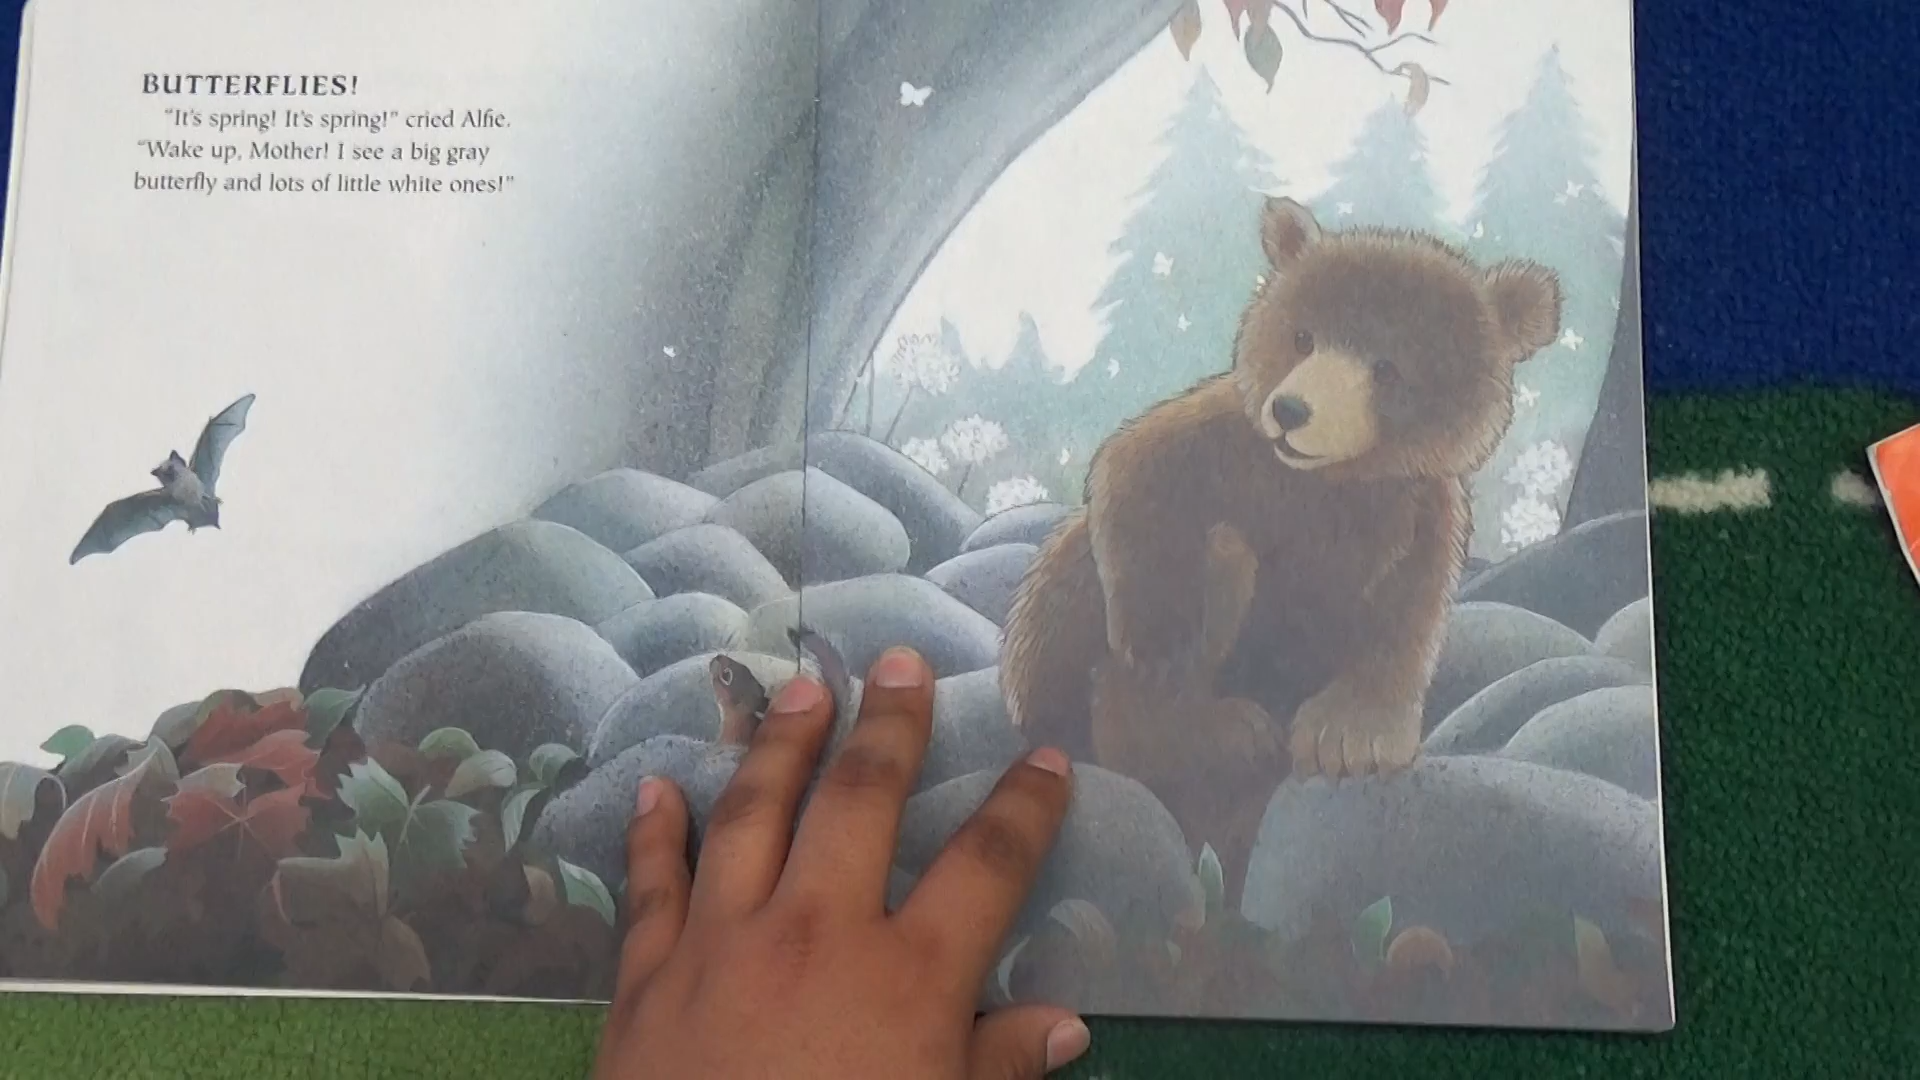 BUTTERFLIES!
"It's spring! It's spring!" cried Alfie.
"Wake up, Mother! I see a big gray
butterfly and lots of little white ones!"